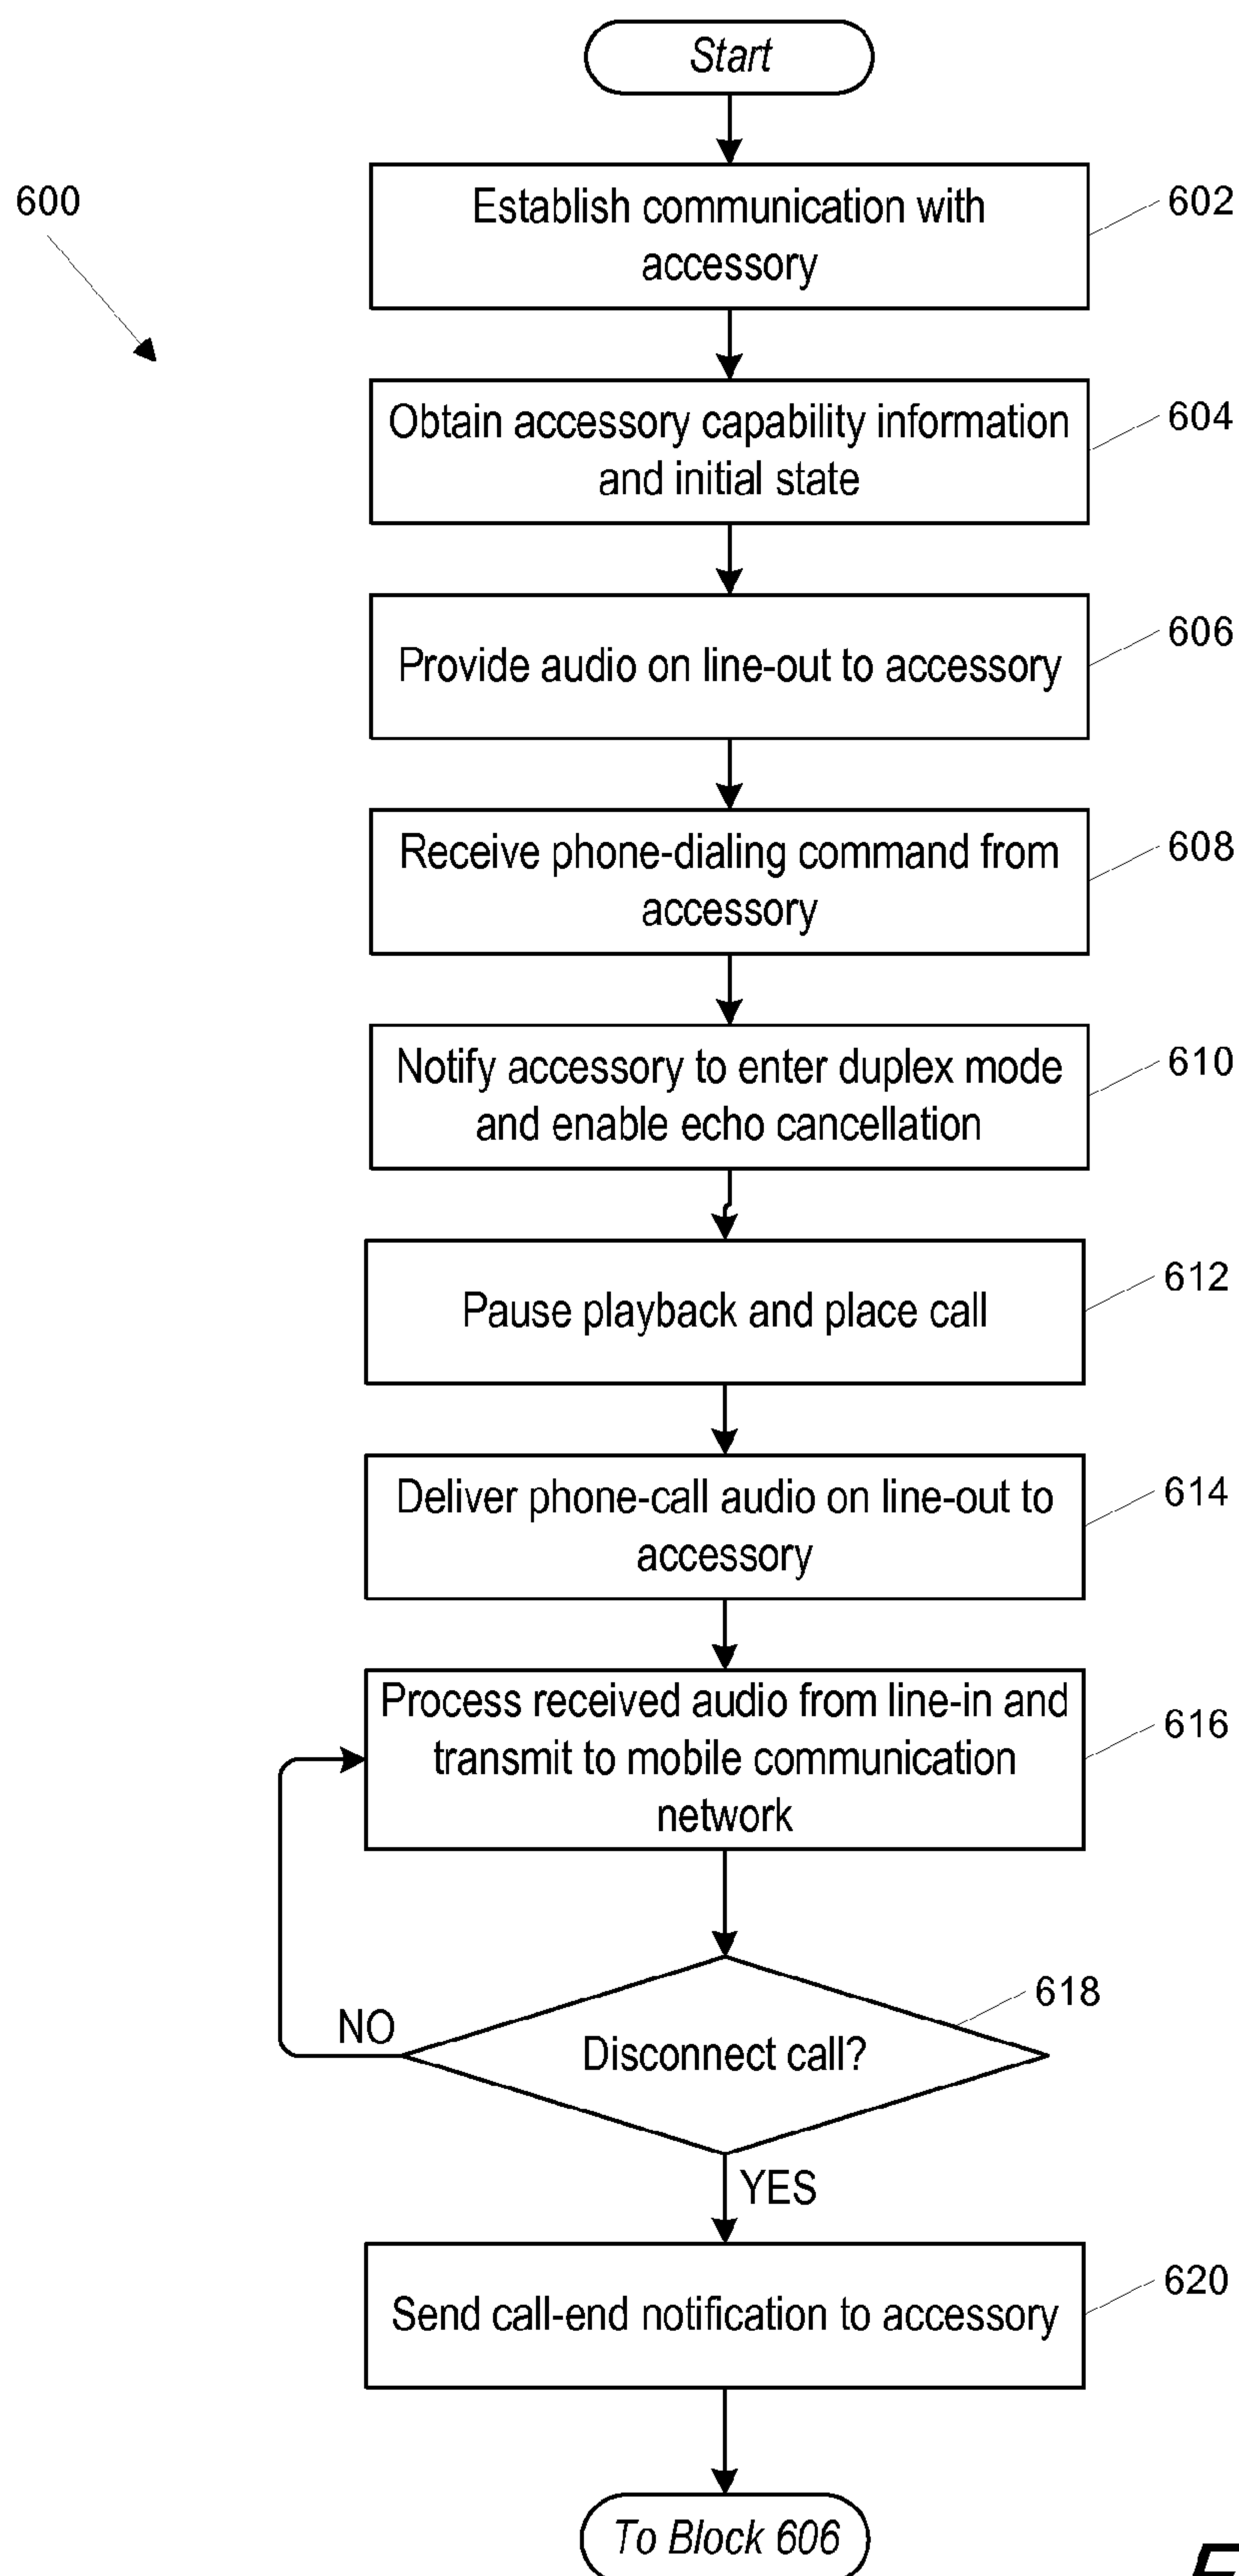 Start
600
Establish communication with
accessory
602
Obtain accessory capability information
and initial state
604
Provide audio on line-out to accessory
606
Receive phone-dialing command from
accessory
608
Notify accessory to enter duplex mode
and enable echo cancellation
610
Pause playback and place call
612
Deliver phone-call audio on line-out to
accessory
614
Process received audio from line-in and
transmit to mobile communication
network
616
Disconnect call?
618
NO
YES
Send call-end notification to accessory
620
To Block 606